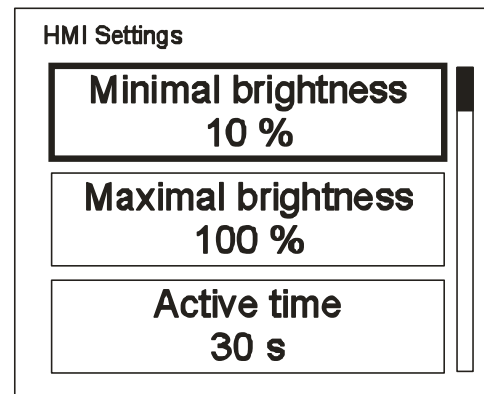 HMI Settings
Minimal brightness
10 %
Maximal brightness
100 %
Active time
30 s